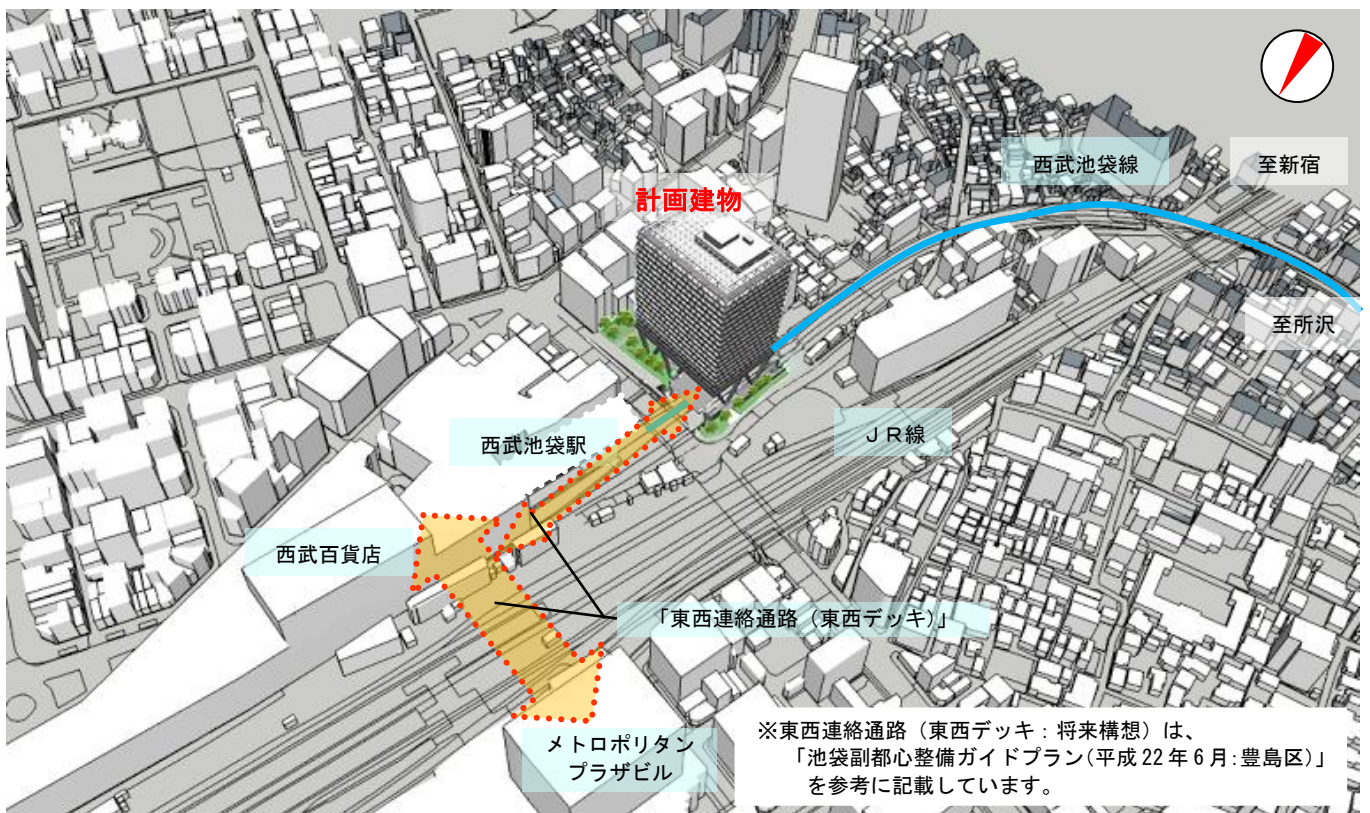 西武池袋線
至新宿
計画建物
至所沢
西武池袋駅
JR線
西武百貨店
「東西連絡通路（東西デッキ）」
メトロポリタン
プラザビル
※東西連絡通路（東西デッキ：将来構想）は、
「池袋副都心整備ガイドプラン（平成22年6月：豊島区）」
を参考に記載しています。